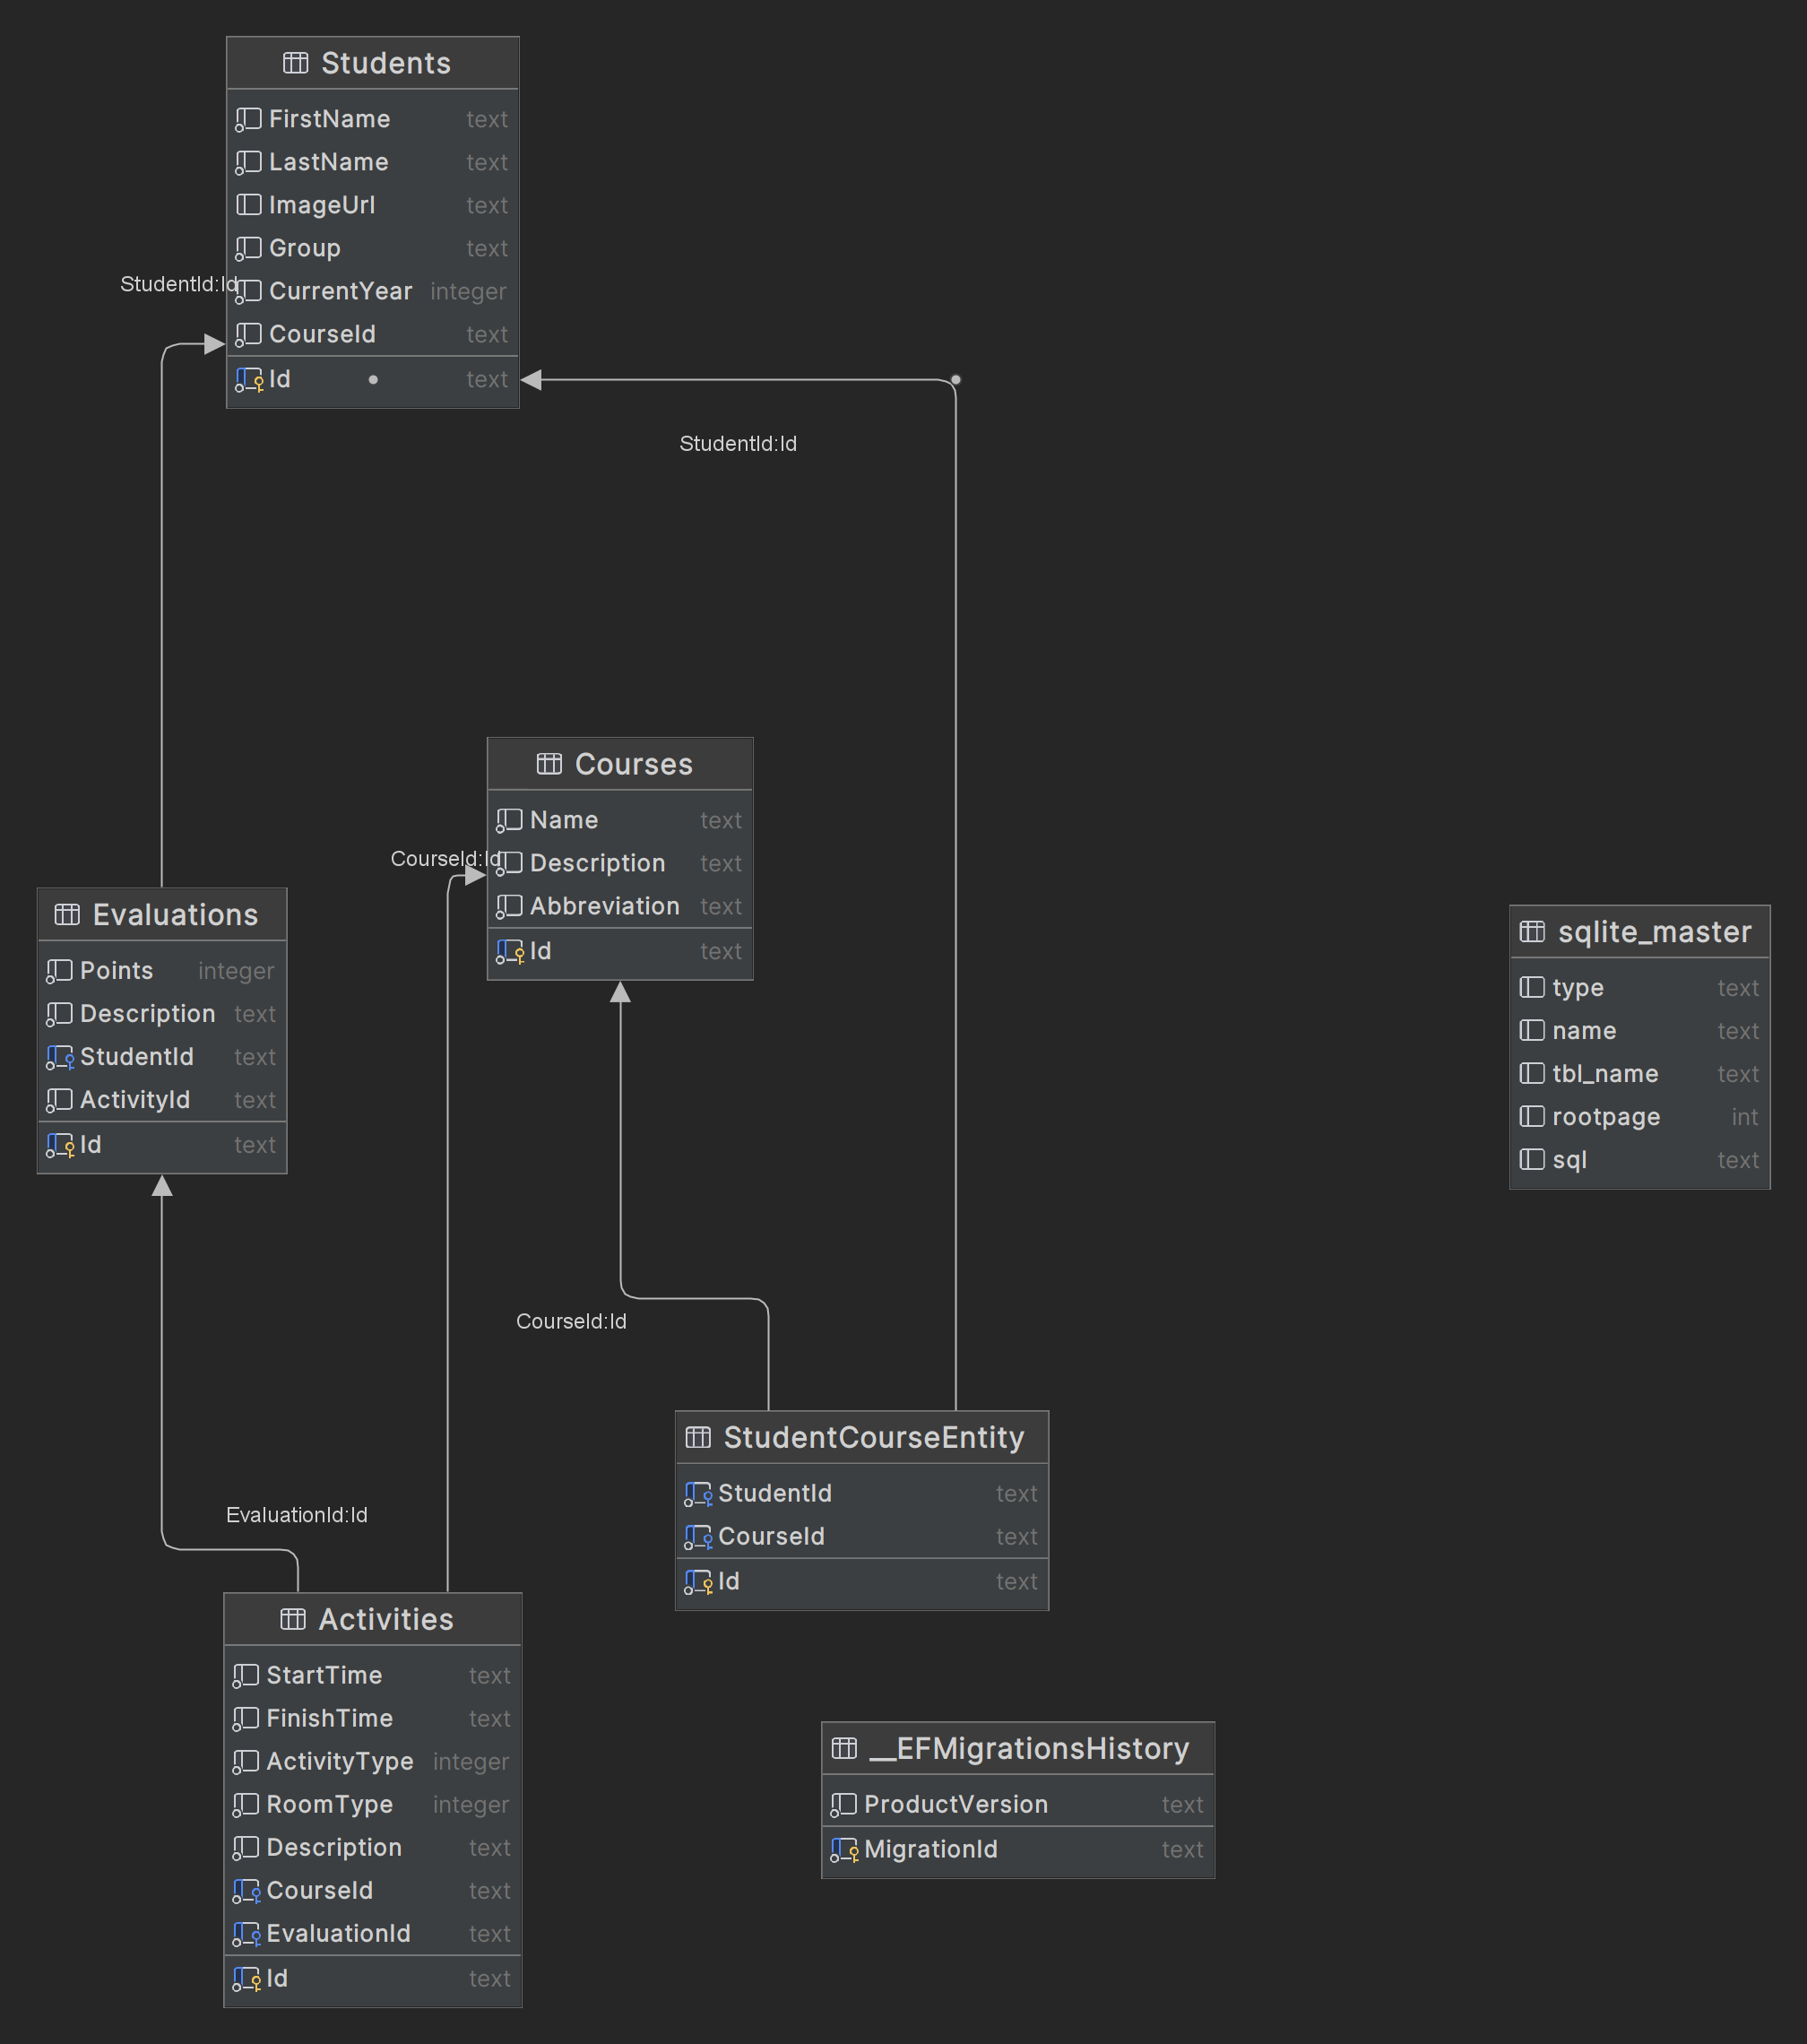 Students
FirstName text
LastName text
ImageUrl text
Group text
CurrentYear integer
CourseId text
Id text
StudentId:Id
StudentId:Id
Courses
Name text
Description text
Abbreviation text
Id text
CourseId:Id
Evaluations
Points integer
Description text
StudentId text
ActivityId text
Id text
sqlite_master
type text
name text
tbl_name text
rootpage int
sql text
CourseId:Id
StudentCourseEntity
StudentId text
CourseId text
Id text
EvaluationId:Id
Activities
StartTime text
FinishTime text
ActivityType integer
RoomType integer
Description text
CourseId text
EvaluationId text
Id text
__EFMigrationsHistory
ProductVersion text
MigrationId text